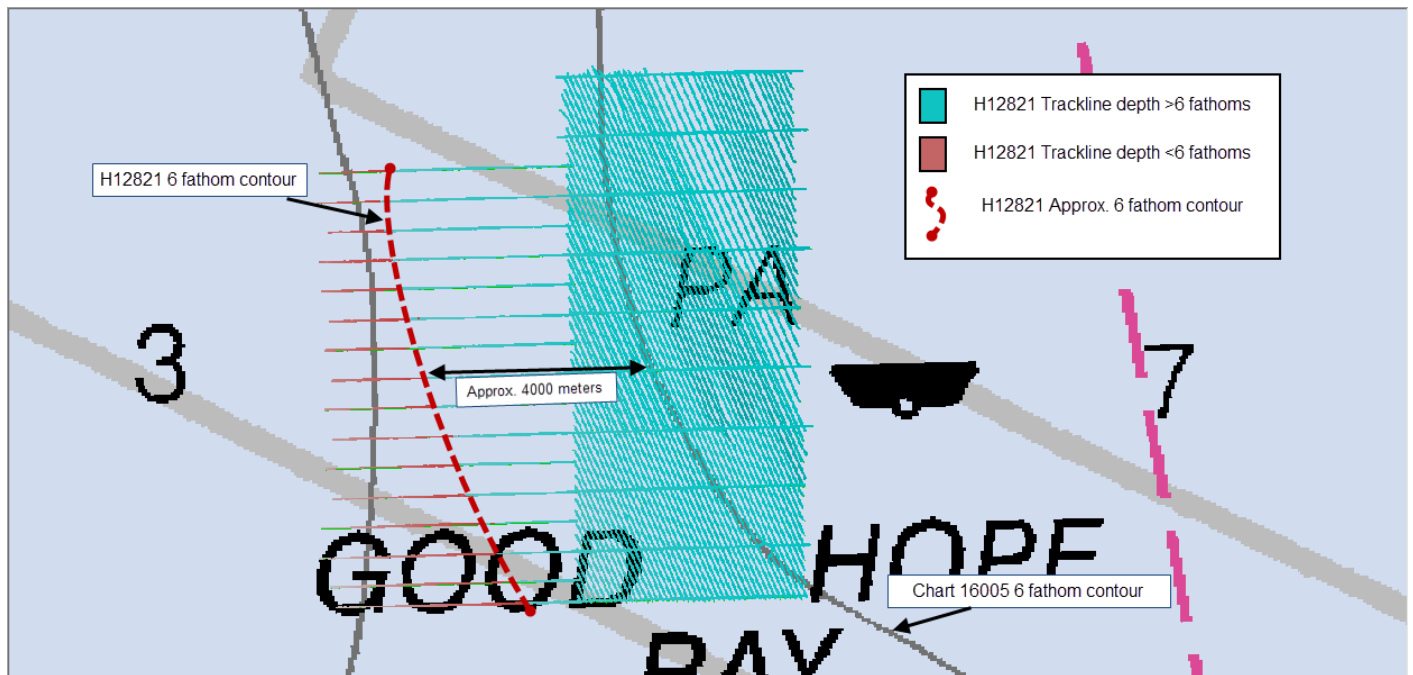 H12821 Trackline depth >6 fathoms
H12821 Trackline depth <6 fathoms
H12821 6 fathom contour
H12821 Approx. 6 fathom contour
PA
3
7
Approx. 4000 meters
GOOD HOPE
Chart 16005 6 fathom contour
BAY